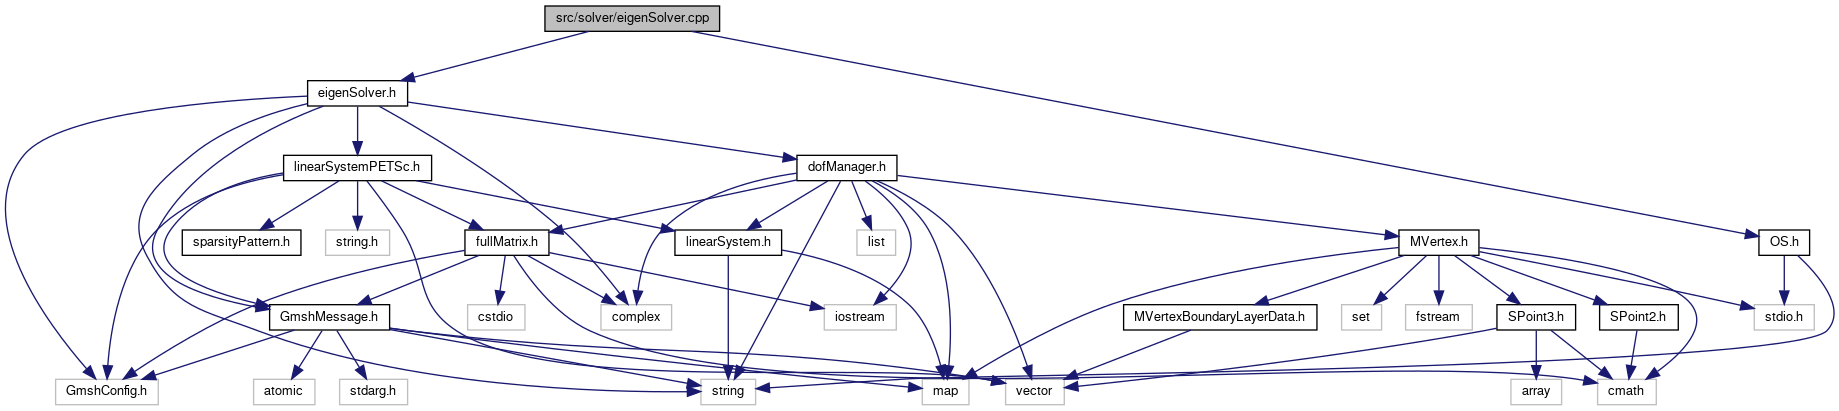 src/solver/eigenSolver.cpp
eigenSolver.h
linearSystemPETSc.h
dofManager.h
sparsityPattern.h
string.h
fullMatrix.h
linearSystem.h
list
MVertex.h
OS.h
GmshMessage.h
cstdio
complex
iostream
MVertexBoundaryLayerData.h
set
fstream
SPoint3.h
SPoint2.h
stdio.h
GmshConfig.h
atomic
stdarg.h
string
map
vector
array
cmath